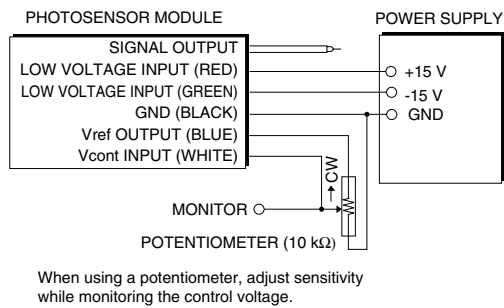 PHOTOSENSOR MODULE
POWER SUPPLY
SIGNAL OUTPUT
LOW VOLTAGE INPUT (RED)
+15 V
LOW VOLTAGE INPUT (GREEN)
-15 V
GND (BLACK)
GND
Vref OUTPUT (BLUE)
Vcont INPUT (WHITE)
CW
MONITOR
POTENTIOMETER (10 kΩ)
When using a potentiometer, adjust sensitivity
while monitoring the control voltage.